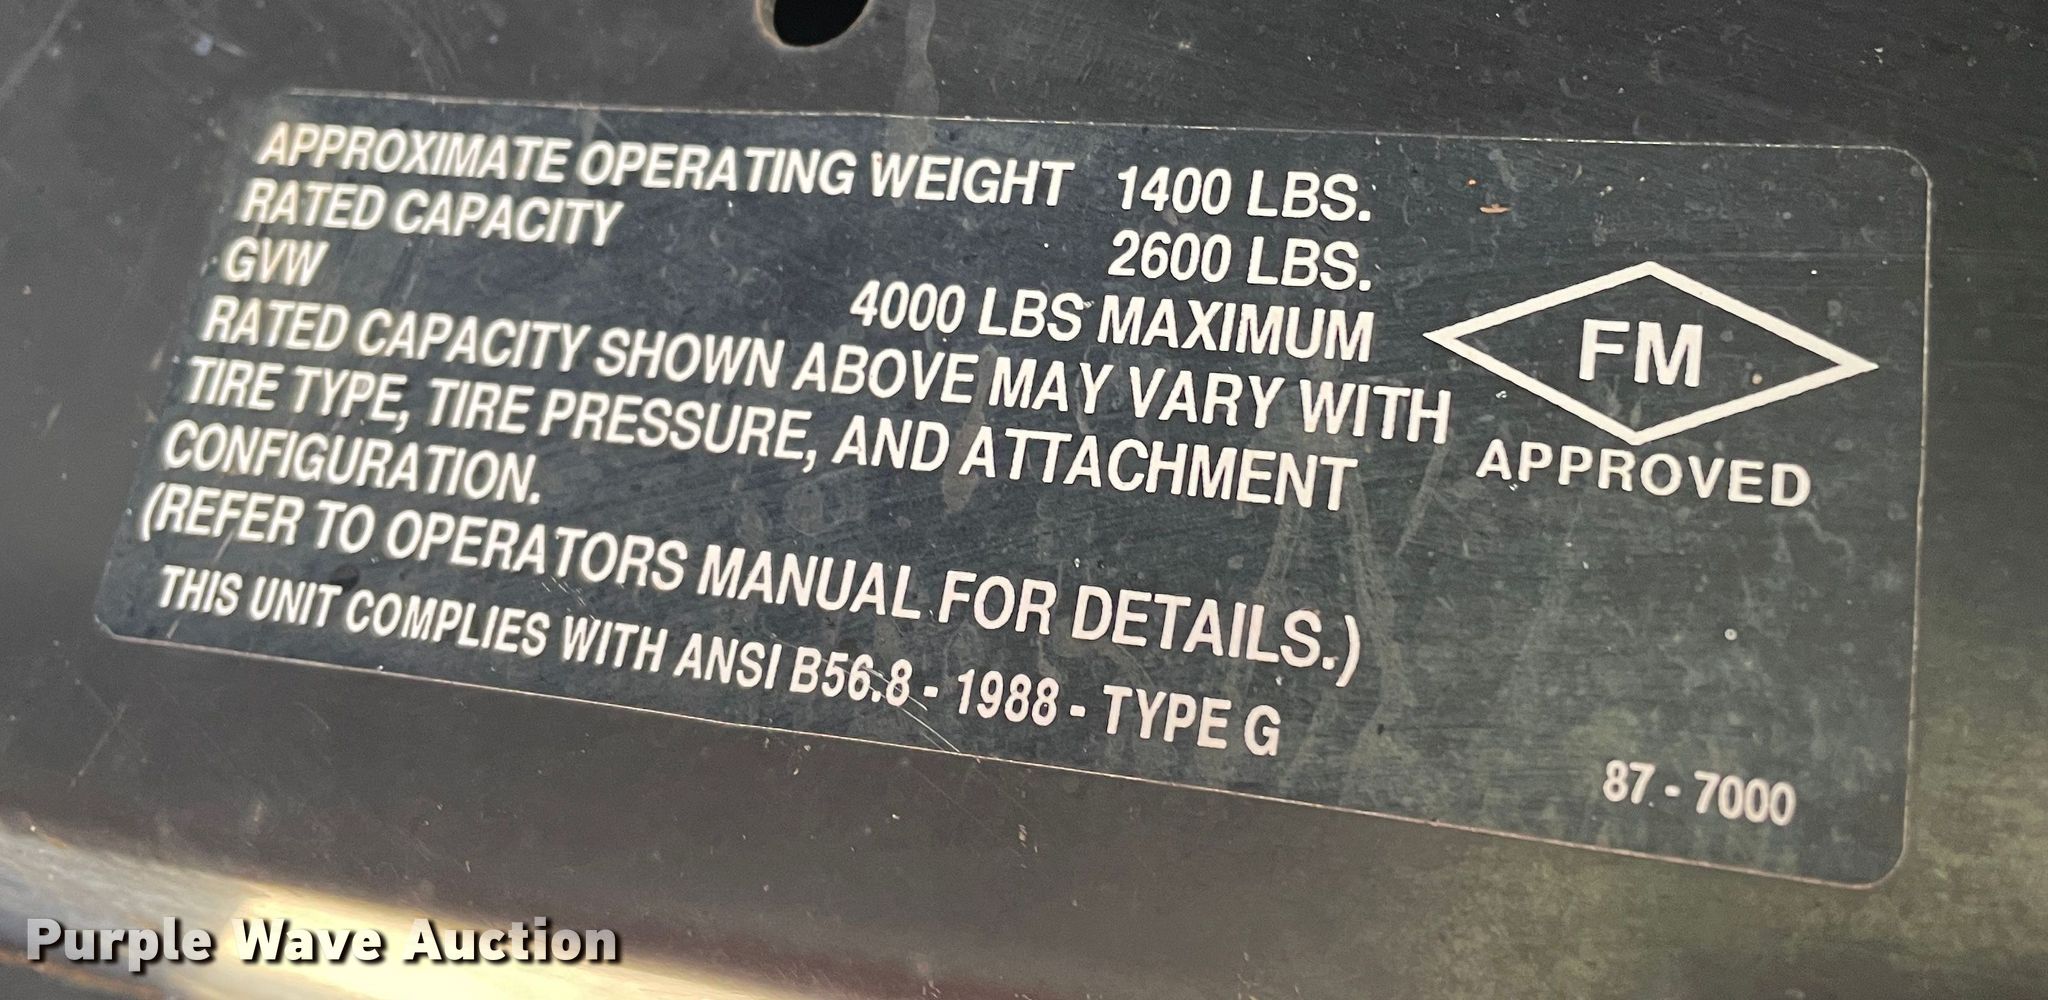 APPROXIMATE OPERATING WEIGHT 1400 LBS.
RATED CAPACITY 2600 LBS.
GVW 4000 LBS MAXIMUM
RATED CAPACITY SHOWN ABOVE MAY VARY WITH
TIRE TYPE, TIRE PRESSURE, AND ATTACHMENT
CONFIGURATION.
(REFER TO OPERATORS MANUAL FOR DETAILS.)
THIS UNIT COMPLIES WITH ANSI B56.8 - 1988 - TYPE G
FM
APPROVED
87 - 7000
Purple Wave Auction